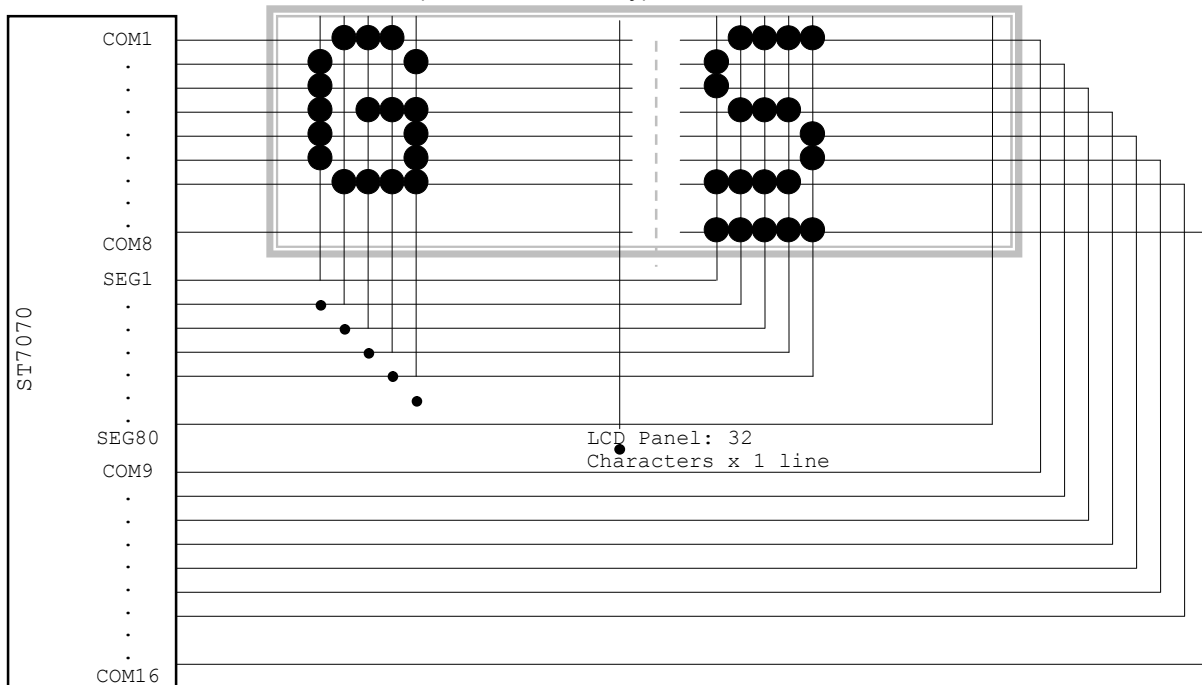 COM1
COM8
SEG1
ST7070
SEG80
LCD Panel: 32
Characters x 1 line
COM9
COM16